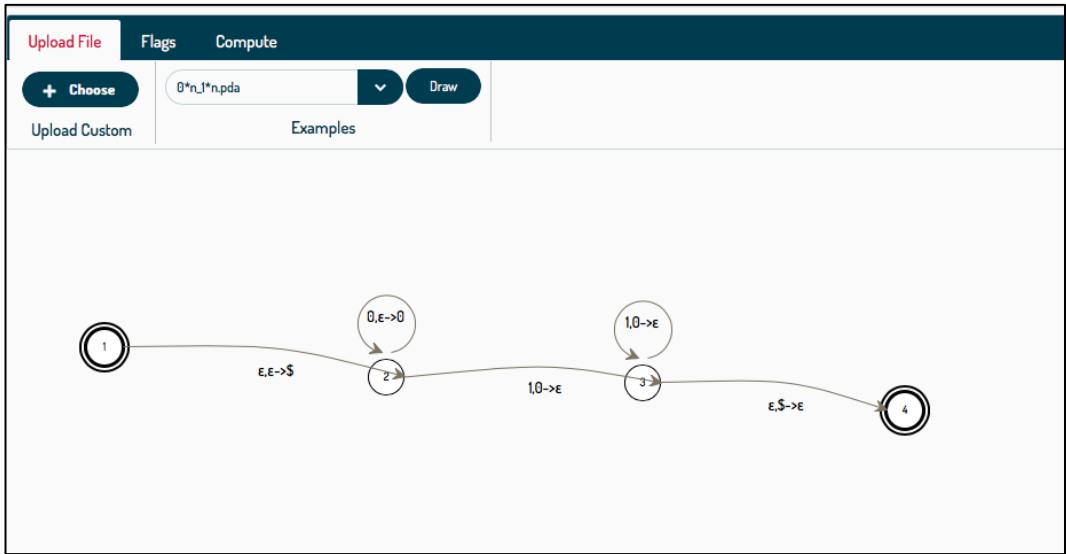 Upload File Flags Compute
+ Choose 0*n_1*n.pda Draw
Upload Custom Examples
0,ε->0 1,0->ε
1
ε,ε->$ 2 1,0->ε 3 ε,$->ε 4